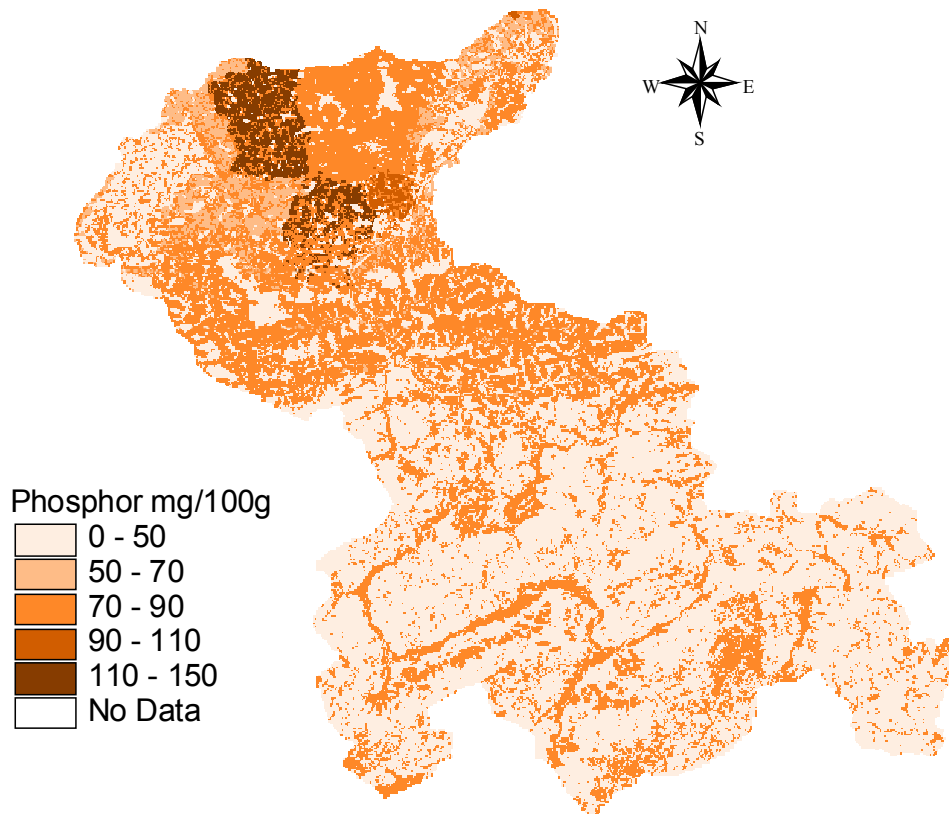 N
W E
S
Phosphor mg/100g
0 - 50
50 - 70
70 - 90
90 - 110
110 - 150
No Data